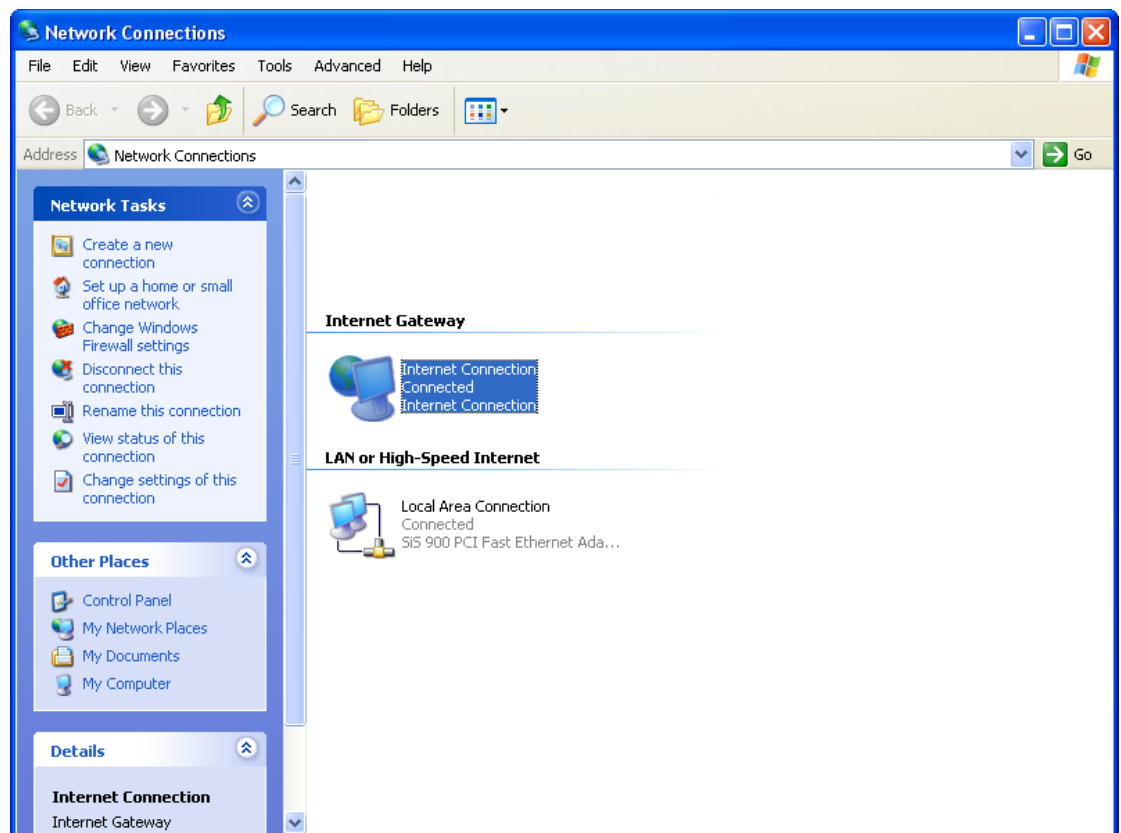 Network Connections
File Edit View Favorites Tools Advanced Help
Back Search Folders
Address Network Connections Go
Network Tasks
Create a new
connection
Set up a home or small
office network
Change Windows
Firewall settings
Disconnect this
connection
Rename this connection
View status of this
connection
Change settings of this
connection
Other Places
Control Panel
My Network Places
My Documents
My Computer
Details
Internet Connection
Internet Gateway
Internet Gateway
Internet Connection
Connected
Internet Connection
LAN or High-Speed Internet
Local Area Connection
Connected
SiS 900 PCI Fast Ethernet Ada...